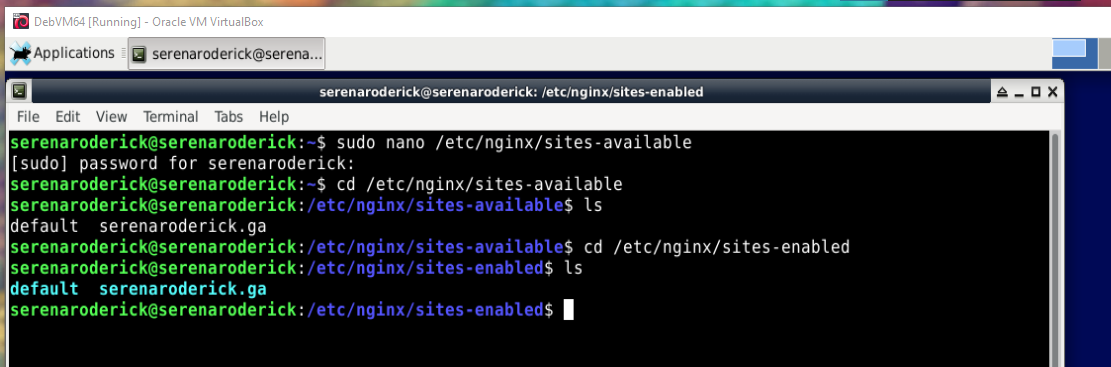 DebVM64 [Running] - Oracle VM VirtualBox
Applications serenaroderick@serena...
serenaroderick@serenaroderick: /etc/nginx/sites-enabled
File Edit View Terminal Tabs Help
serenaroderick@serenaroderick:~$ sudo nano /etc/nginx/sites-available
[sudo] password for serenaroderick:
serenaroderick@serenaroderick:~$ cd /etc/nginx/sites-available
serenaroderick@serenaroderick:/etc/nginx/sites-available$ ls
default  serenaroderick.ga
serenaroderick@serenaroderick:/etc/nginx/sites-available$ cd /etc/nginx/sites-enabled
serenaroderick@serenaroderick:/etc/nginx/sites-enabled$ ls
default  serenaroderick.ga
serenaroderick@serenaroderick:/etc/nginx/sites-enabled$